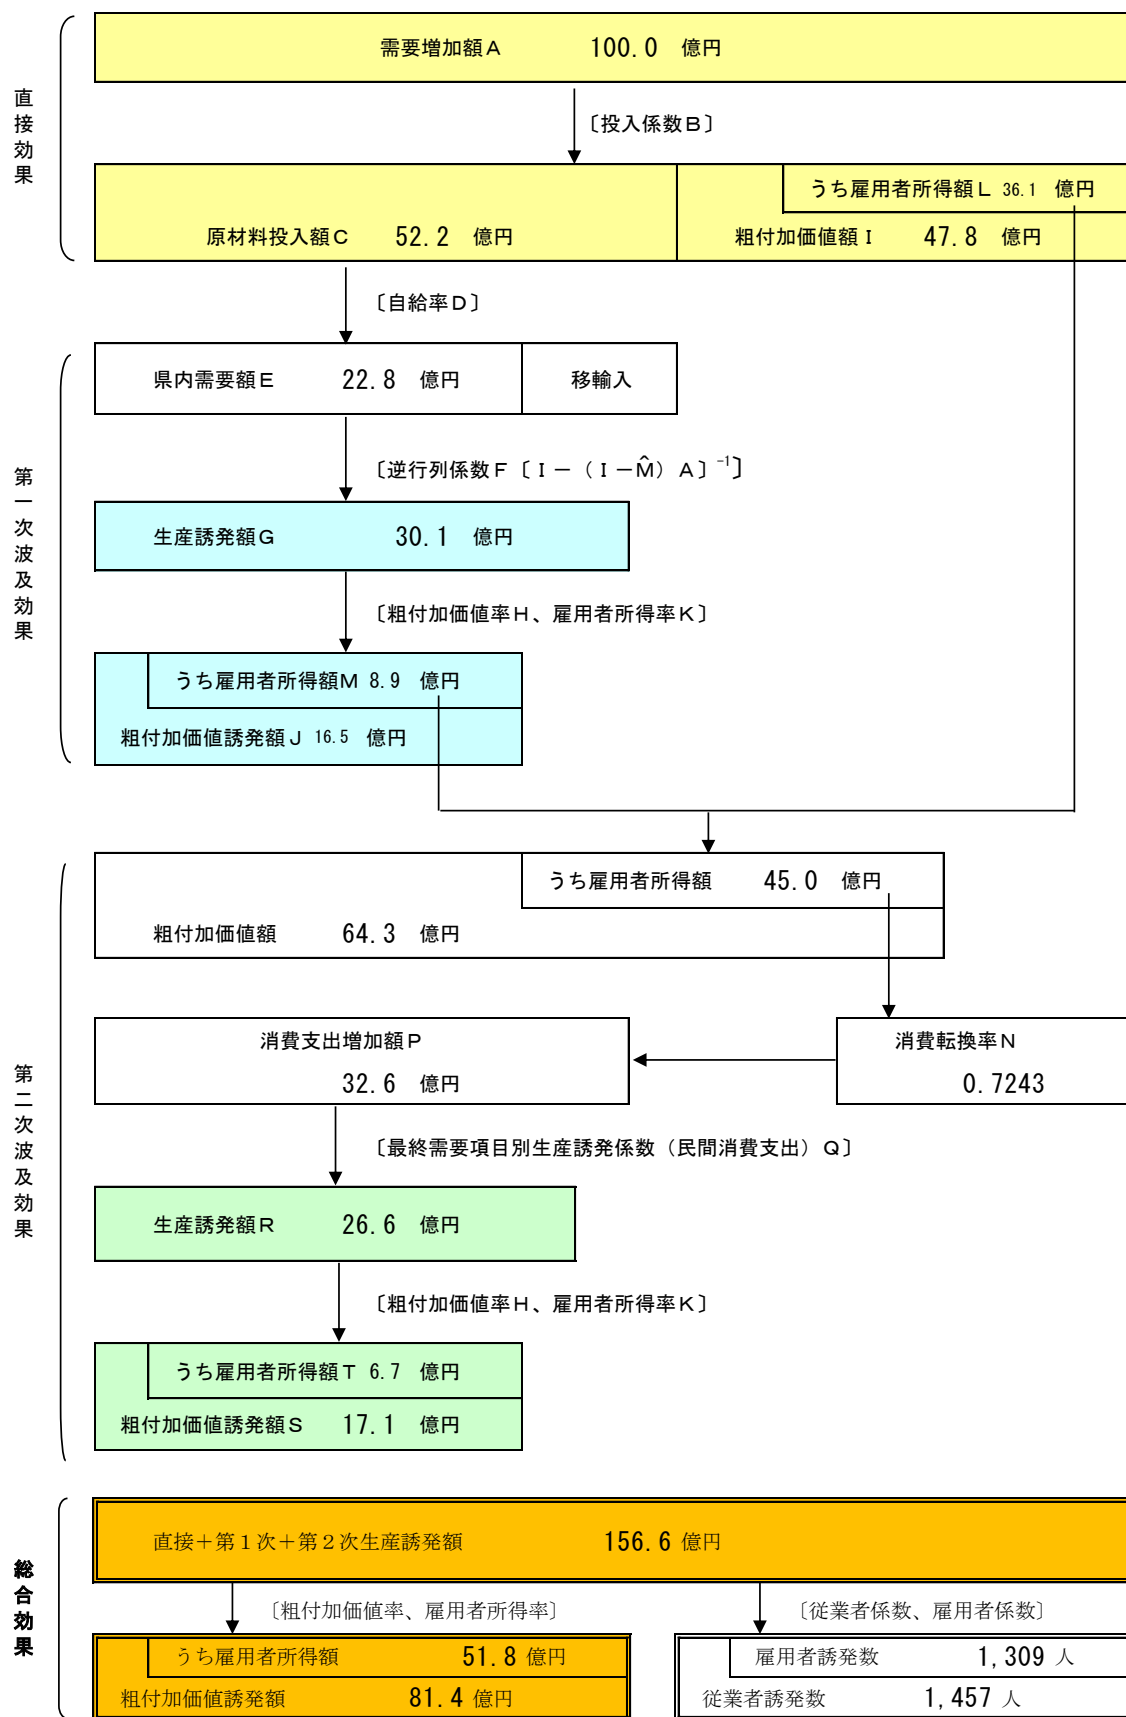 直接効果
需要増加額A 100.0 億円
〔投入係数B〕
うち雇用者所得額L 36.1 億円
原材料投入額C 52.2 億円
粗付加価値額I 47.8 億円
〔自給率D〕
第一次波及効果
県内需要額E 22.8 億円
移輸入
〔逆行列係数F〔I－(I－M̂)A〕⁻¹〕
生産誘発額G 30.1 億円
〔粗付加価値率H、雇用者所得率K〕
うち雇用者所得額M 8.9 億円
粗付加価値誘発額J 16.5 億円
第二次波及効果
うち雇用者所得額 45.0 億円
粗付加価値額 64.3 億円
消費支出増加額P
32.6 億円
消費転換率N
0.7243
〔最終需要項目別生産誘発係数（民間消費支出）Q〕
生産誘発額R 26.6 億円
〔粗付加価値率H、雇用者所得率K〕
うち雇用者所得額T 6.7 億円
粗付加価値誘発額S 17.1 億円
総合効果
直接＋第１次＋第２次生産誘発額 156.6 億円
〔粗付加価値率、雇用者所得率〕
〔従業者係数、雇用者係数〕
うち雇用者所得額 51.8 億円
粗付加価値誘発額 81.4 億円
雇用者誘発数 1,309 人
従業者誘発数 1,457 人